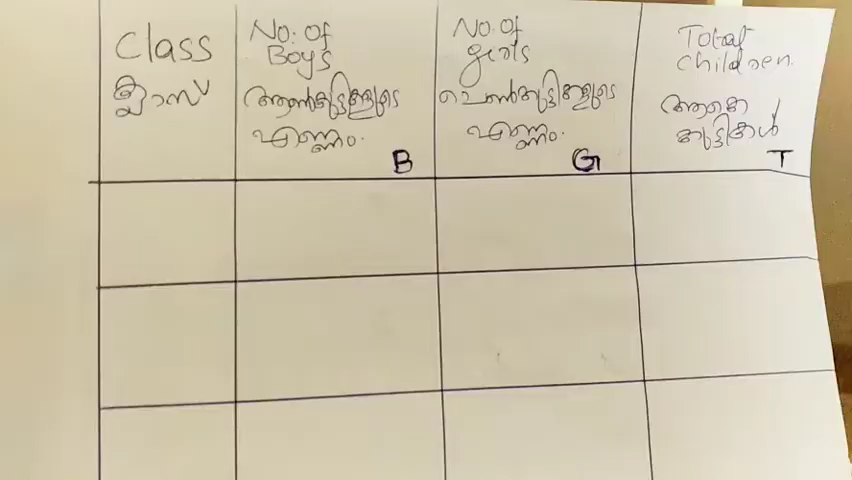 Class
ക്ലാസ്
No: Of
Boys
ആൺകുട്ടികളുടെ
എണ്ണം.
B
No. Of
girls
പെൺകുട്ടികളുടെ
എണ്ണം.
G
Total
children.
ആകെ
കുട്ടികൾ
T